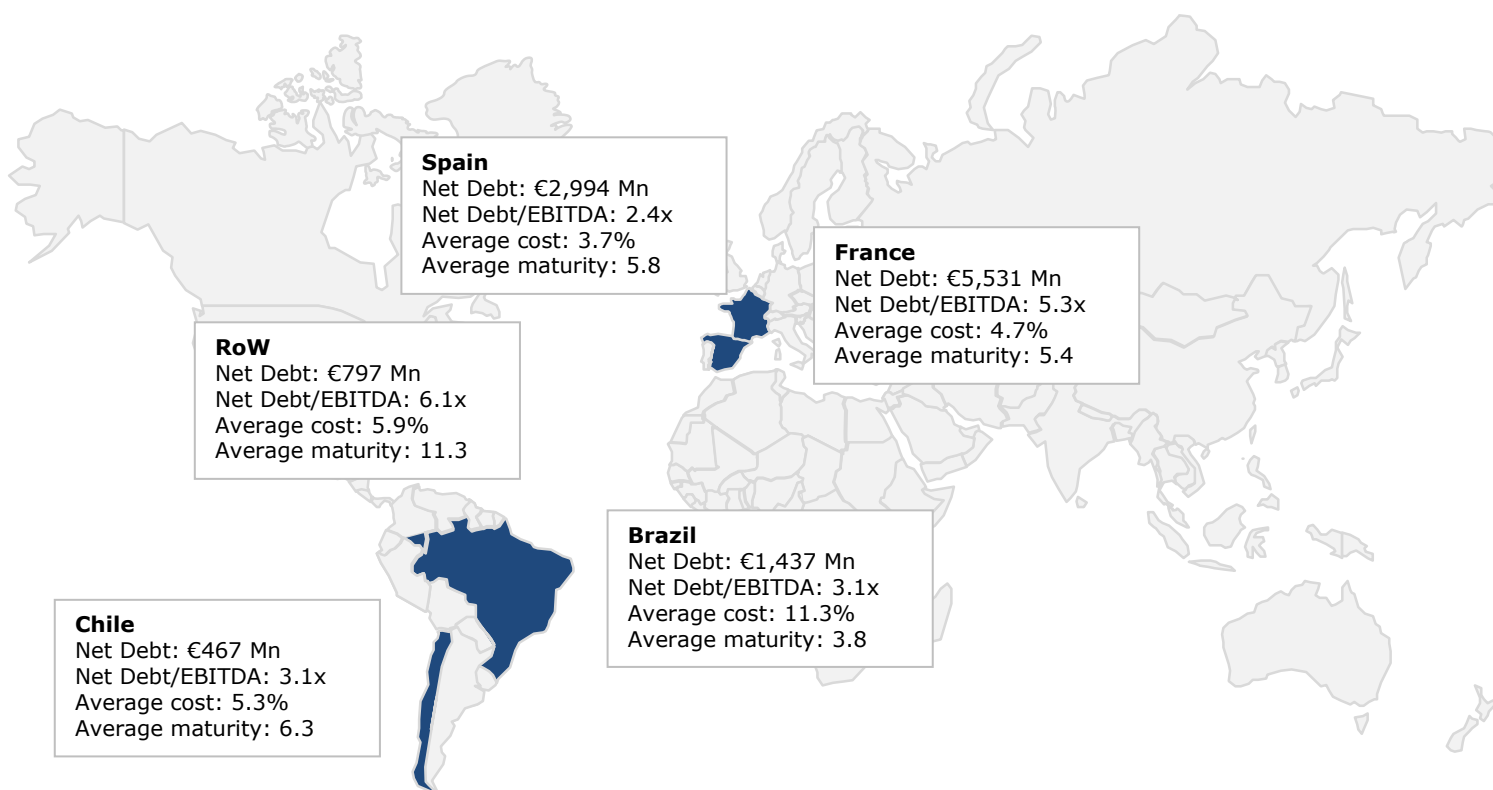 Spain
Net Debt: €2,994 Mn
Net Debt/EBITDA: 2.4x
Average cost: 3.7%
Average maturity: 5.8
France
Net Debt: €5,531 Mn
Net Debt/EBITDA: 5.3x
Average cost: 4.7%
Average maturity: 5.4
RoW
Net Debt: €797 Mn
Net Debt/EBITDA: 6.1x
Average cost: 5.9%
Average maturity: 11.3
Brazil
Net Debt: €1,437 Mn
Net Debt/EBITDA: 3.1x
Average cost: 11.3%
Average maturity: 3.8
Chile
Net Debt: €467 Mn
Net Debt/EBITDA: 3.1x
Average cost: 5.3%
Average maturity: 6.3